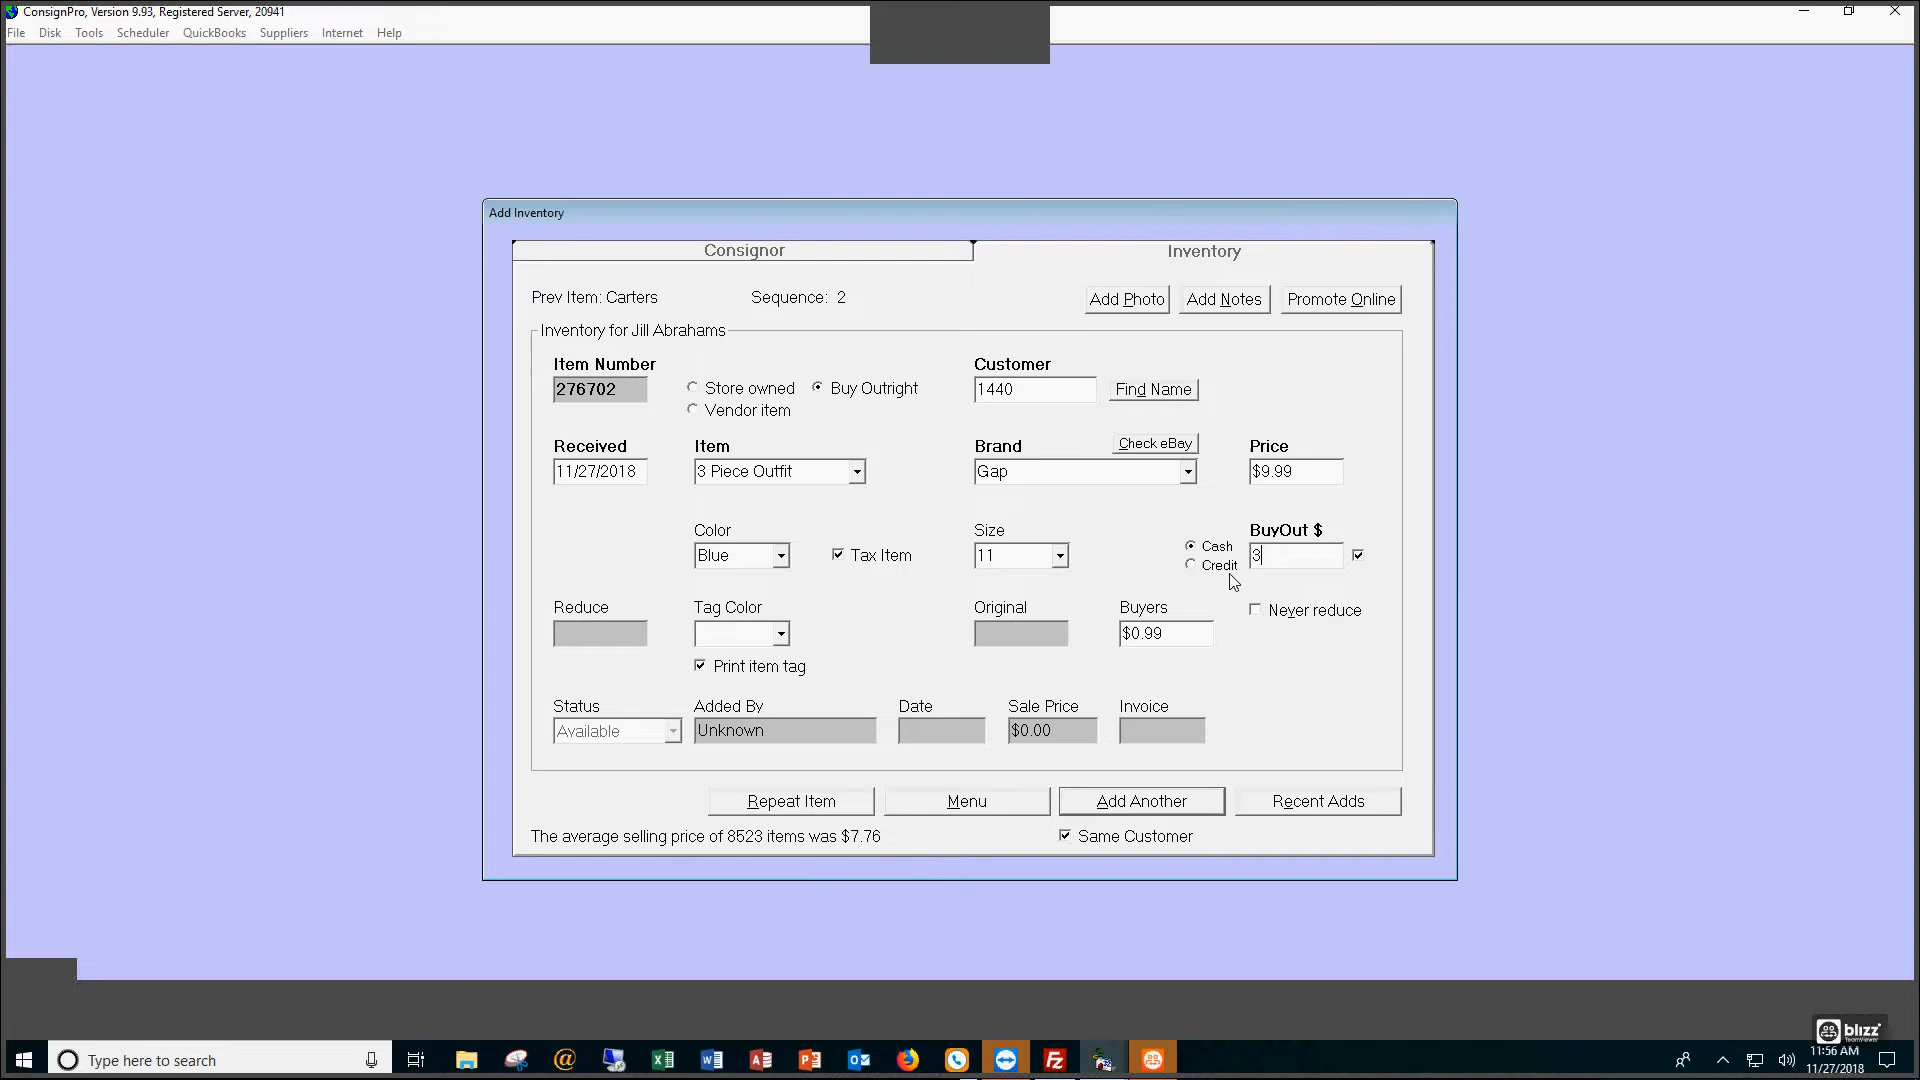 ConsignPro, Version 9.93, Registered Server, 20941
File Disk Tools Scheduler QuickBooks Suppliers Internet Help
Add Inventory
Consignor Inventory
Prev Item: Carters Sequence: 2 Add Photo Add Notes Promote Online
Inventory for Jill Abrahams
Item Number Customer
276702 Store owned Buy Outright 1440 Find Name
Vendor item
Received Item Brand Check eBay Price
11/27/2018 3 Piece Outfit Gap $9.99
Color Size BuyOut $
Cash
Blue Tax Item 11 3
Credit
Reduce Tag Color Original Buyers Never reduce
$0.99
Print item tag
Status Added By Date Sale Price Invoice
Available Unknown $0.00
Repeat Item Menu Add Another Recent Adds
The average selling price of 8523 items was $7.76 Same Customer
blizz
TeamViewer
Type here to search
11:56 AM
11/27/2018